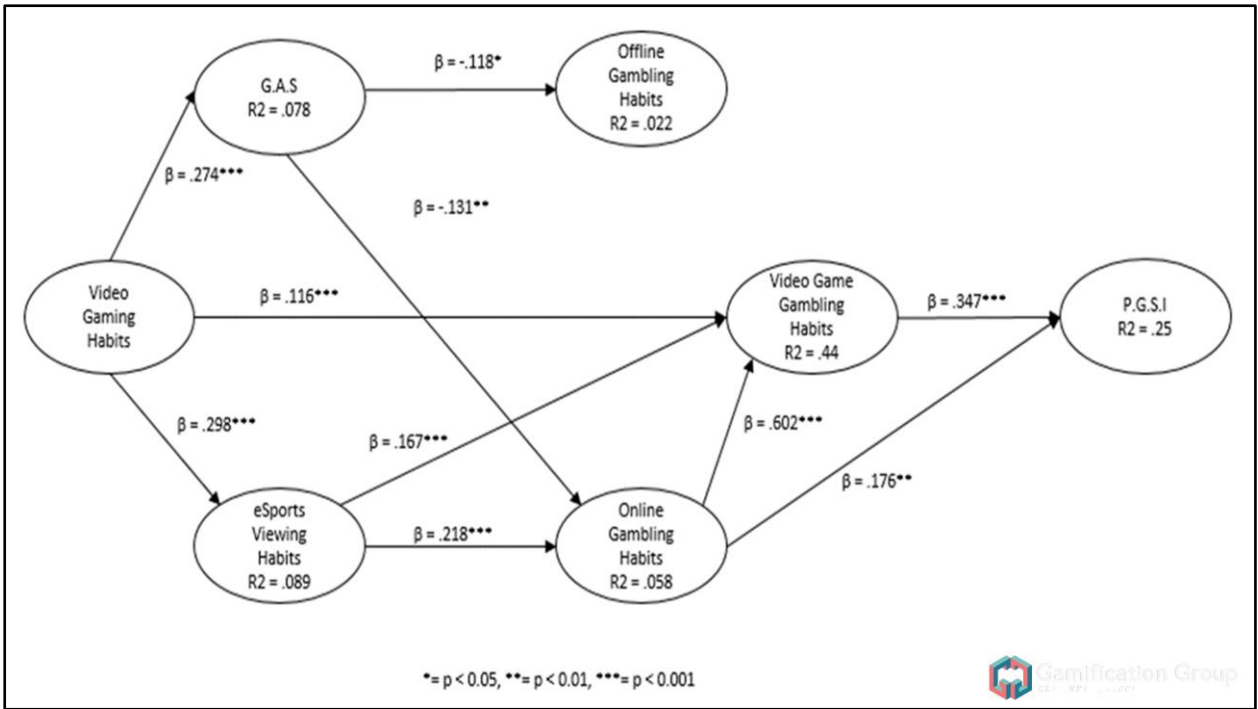 G.A.S
R2 = .078
β = -.118*
Offline
Gambling
Habits
R2 = .022
β = .274***
β = -.131**
Video
Gaming
Habits
β = .116***
Video Game
Gambling
Habits
R2 = .44
β = .347***
P.G.S.I
R2 = .25
β = .298***
β = .167***
β = .602***
β = .176**
eSports
Viewing
Habits
R2 = .089
β = .218***
Online
Gambling
Habits
R2 = .058
*= p < 0.05, **= p < 0.01, ***= p < 0.001
Gamification Group